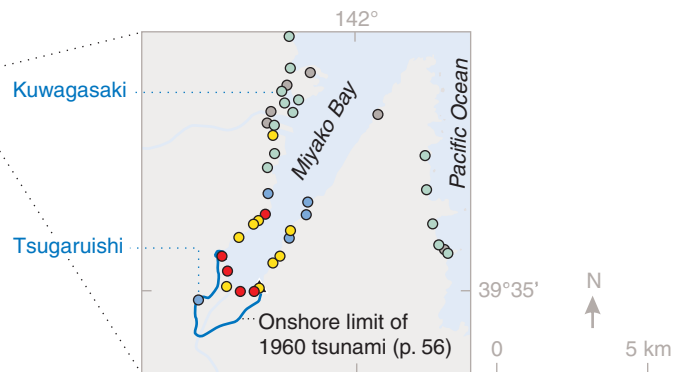 142°
Kuwagasaki
Miyako Bay
Pacific Ocean
Tsugaruishi
39°35'
N
Onshore limit of
1960 tsunami (p. 56)
0
5 km